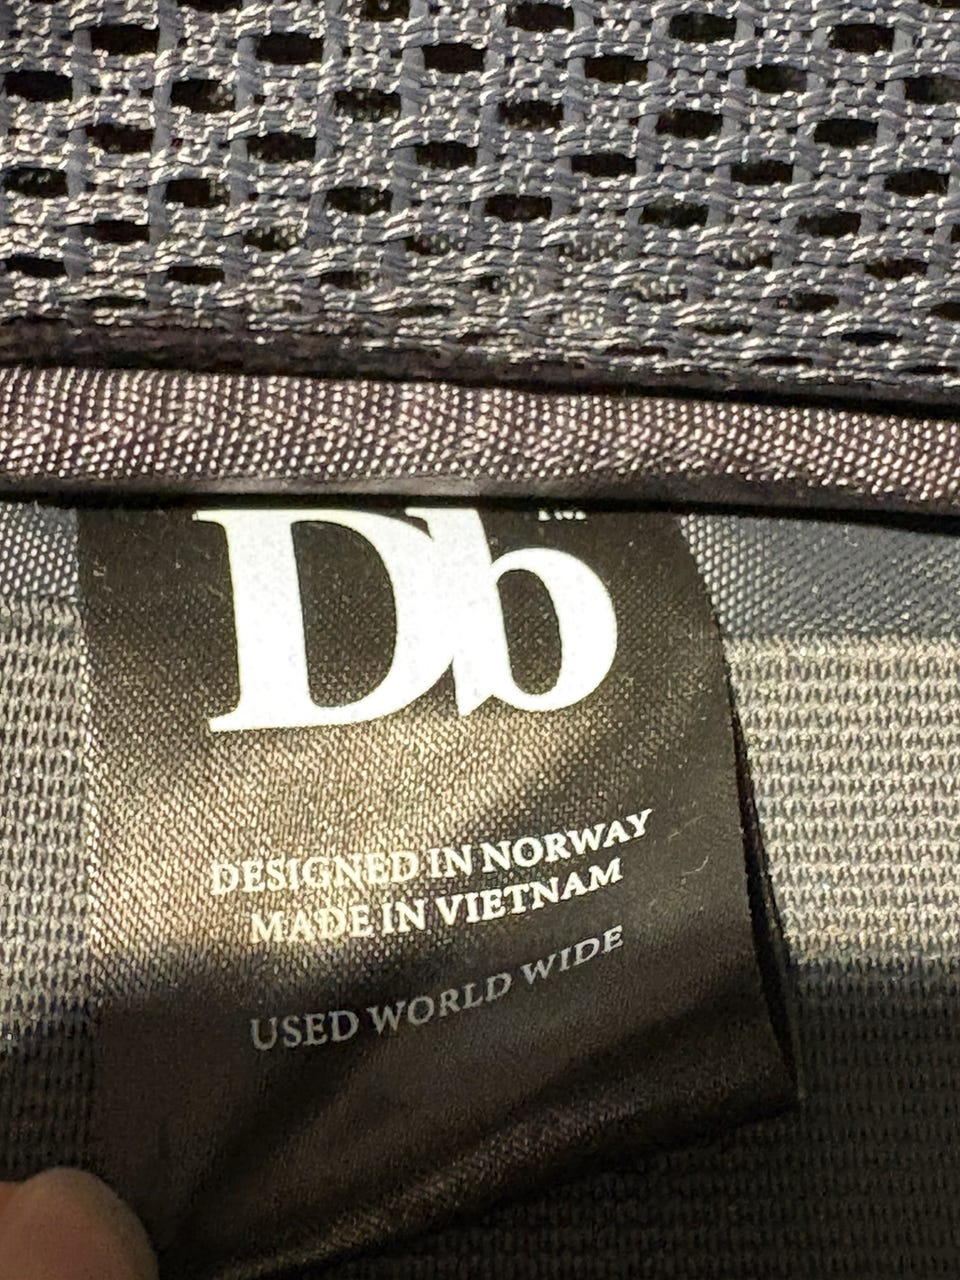 Db
DESIGNED IN NORWAY
MADE IN VIETNAM
USED WORLD WIDE